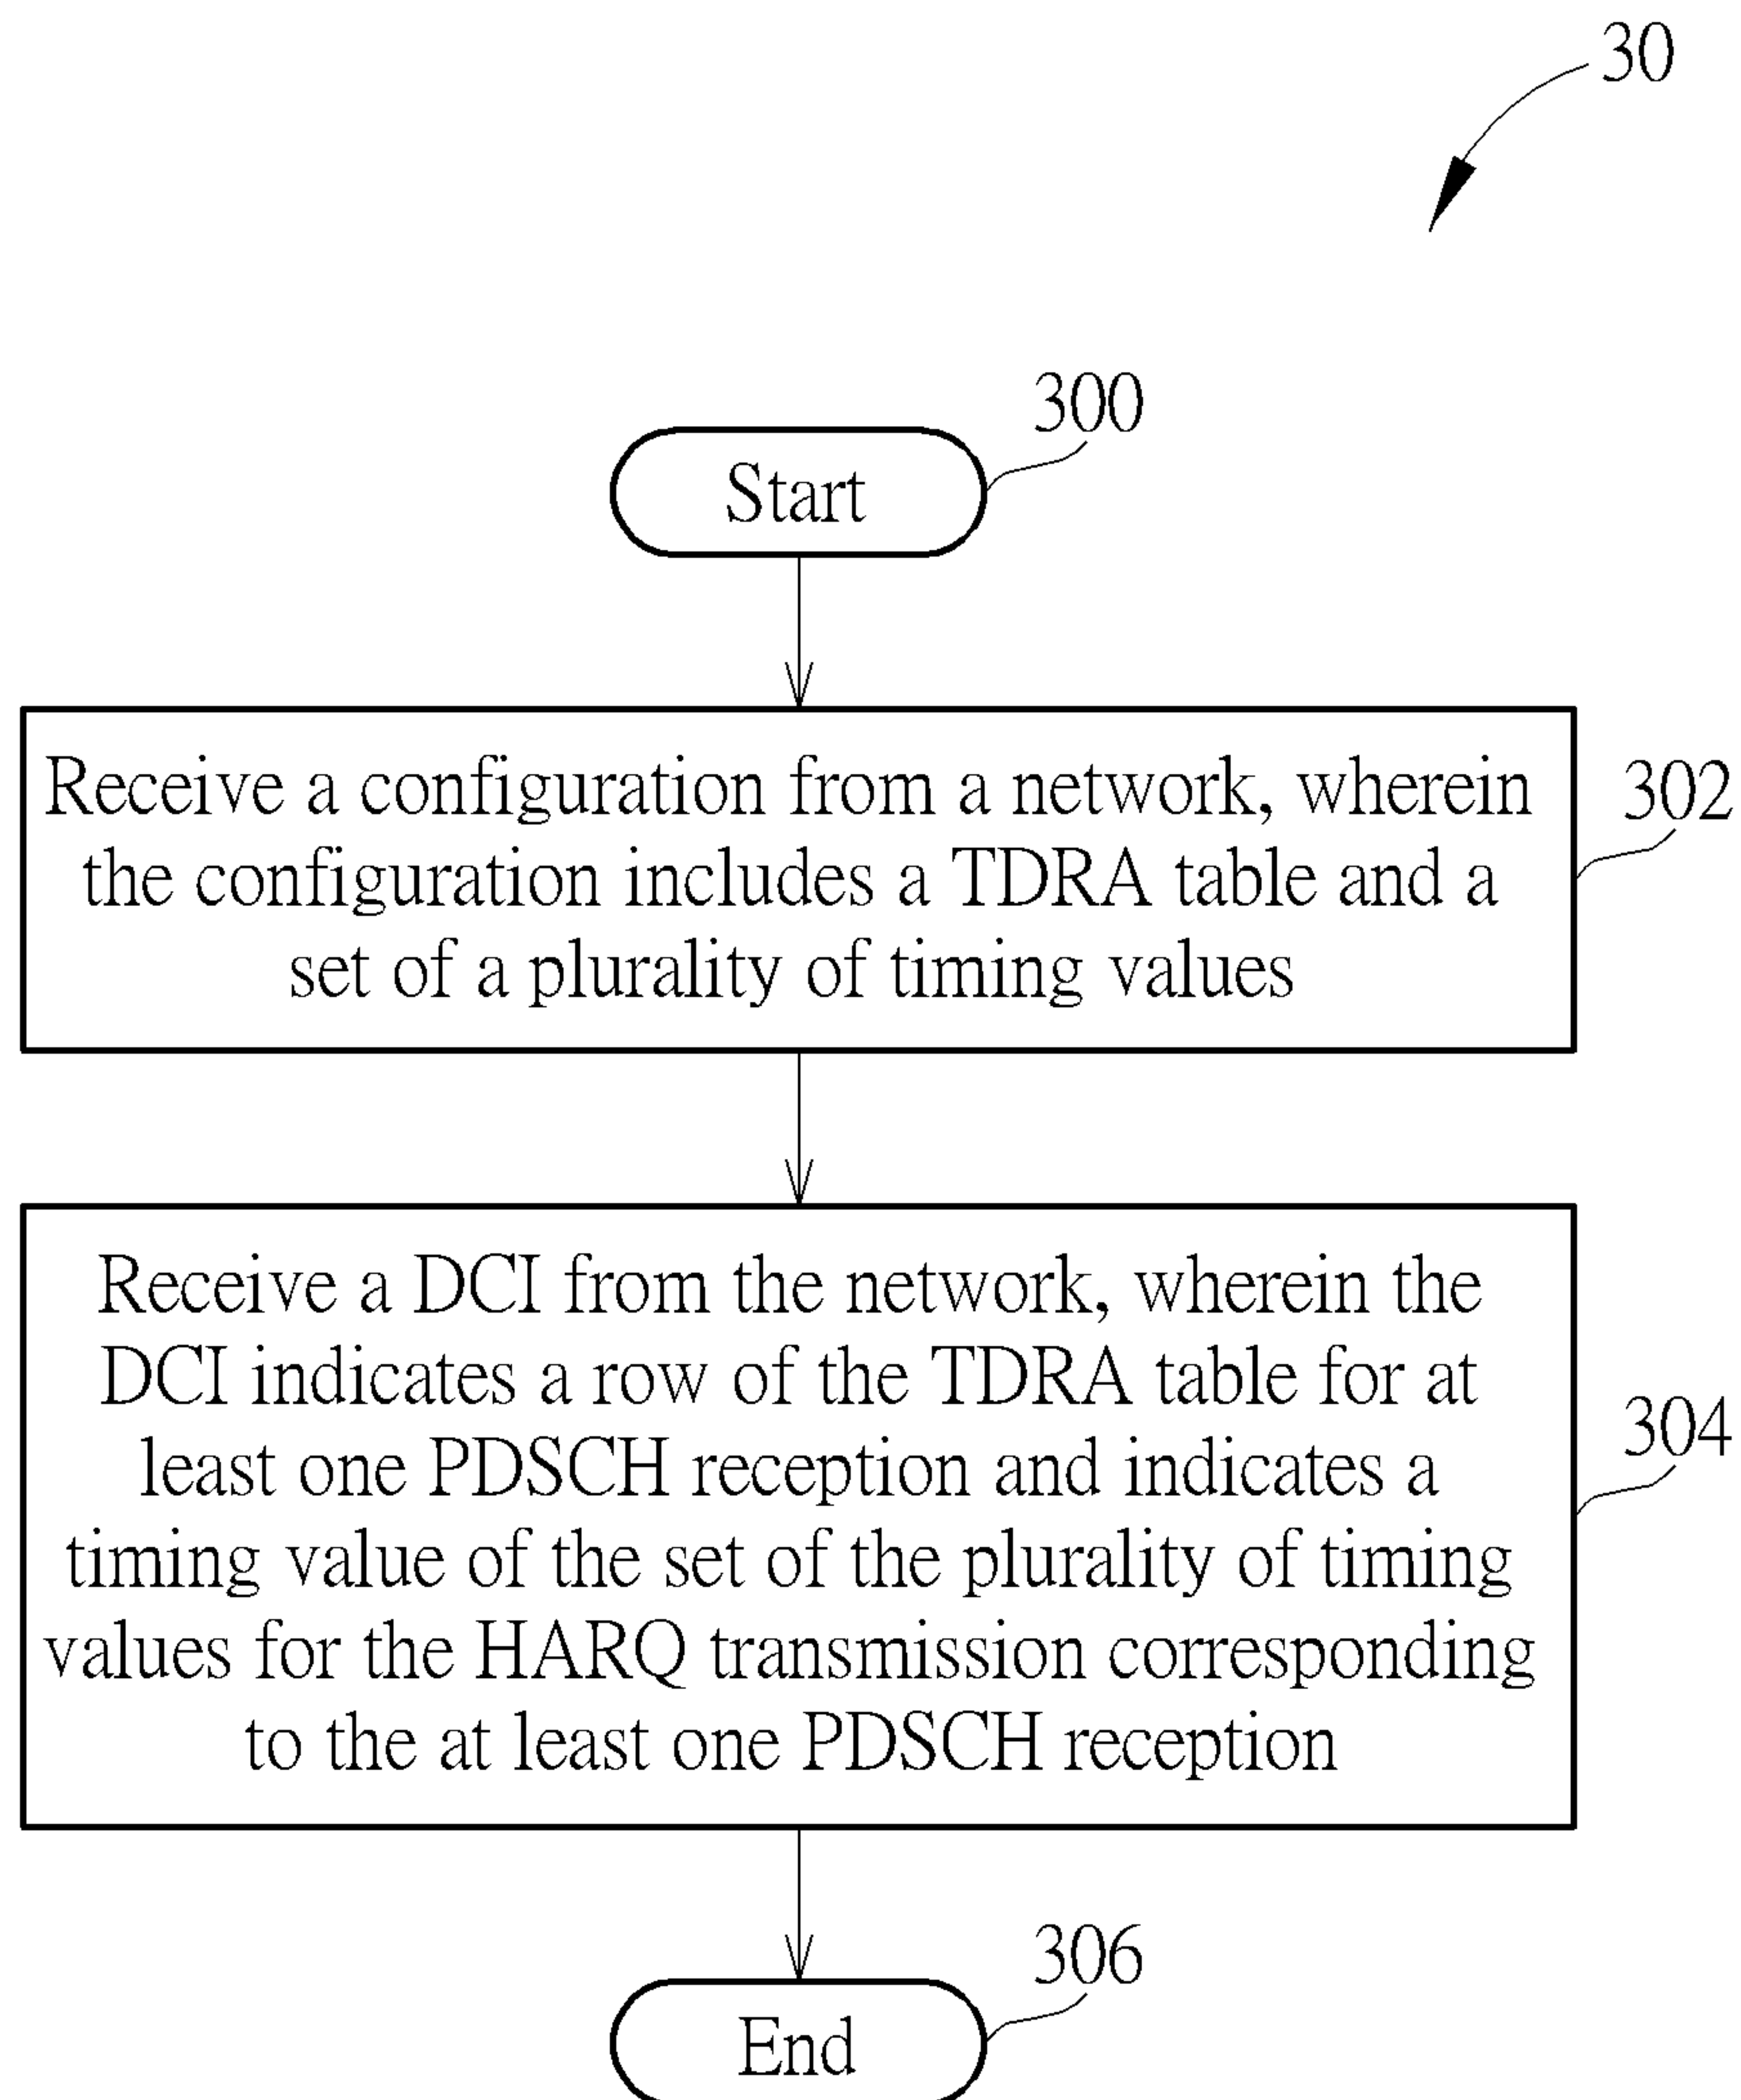 30
300
Start
Receive a configuration from a network, wherein
the configuration includes a TDRA table and a
set of a plurality of timing values
302
Receive a DCI from the network, wherein the
DCI indicates a row of the TDRA table for at
least one PDSCH reception and indicates a
timing value of the set of the plurality of timing
values for the HARQ transmission corresponding
to the at least one PDSCH reception
304
306
End